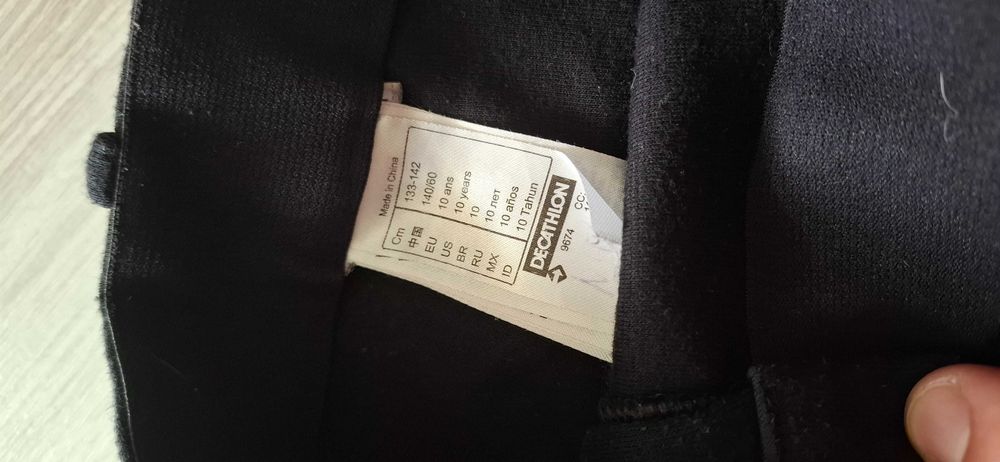 Made in China
Cm 133-142
中国 140/60
EU 10 ans
US 10 years
BR 10
RU 10 лет
MX 10 años
ID 10 Tahun
DECATHLON
9674 CC